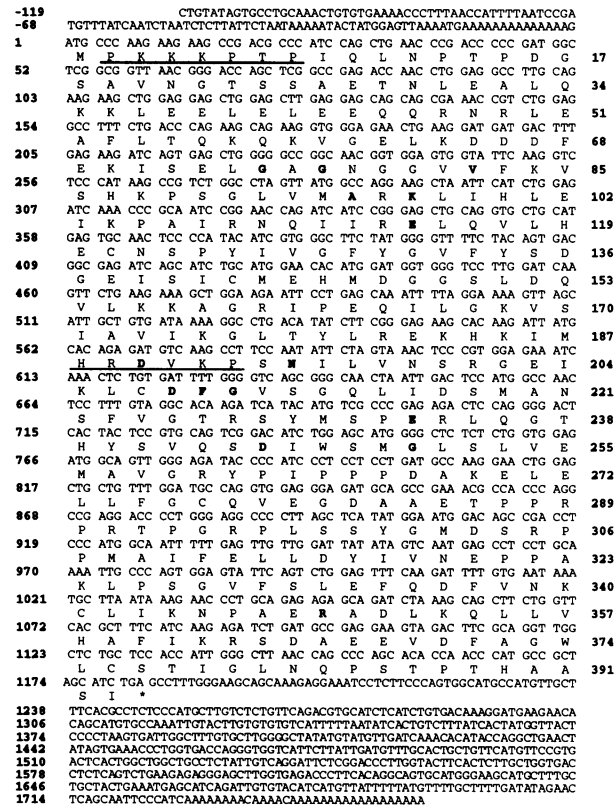 -119 CTGTATAGTGCCTGCAAACTGTGTGAAAACCCTTTAACCATTTTAATCCGA
-68 TGTTTATCAATCTAATCTCTTATTCTAATAAAAATACTATGGAGTTAAAATGAAAAAAAAAAAAAAAAG
1 ATG CCC AAG AAG AAG CCG ACG CCC ATC CAG CTG AAC CCG ACC CCC GAT GGC
M P K K K P T P I Q L N P T P D G 17
52 TCG GCG GTT AAC GGG ACC AGC TCG GCC GAG ACC AAC CTG GAG GCC TTG CAG
S A V N G T S S A E T N L E A L Q 34
103 AAG AAG CTG GAG GAG CTG GAG CTT GAG GAG CAG CAG CGA AAC CGT CTG GAG
K K L E E L E L E E Q Q R N R L E 51
154 GCC TTT CTG ACC CAG AAG CAG AAG GTG GGA GAA CTG AAG GAT GAT GAC TTT
A F L T Q K Q K V G E L K D D D F 68
205 GAG AAG ATC AGT GAG CTG GGG GCC GGC AAC GGT GGA GTG GTA TTC AAG GTC
E K I S E L G A G N G G V V F K V 85
256 TCC CAT AAG CCG TCT GGC CTA GTT ATG GCC AGG AAG CTA ATT CAT CTG GAG
S H K P S G L V M A R K L I H L E 102
307 ATC AAA CCC GCA ATC CGG AAC CAG ATC ATC CGG GAG CTG CAG GTG CTG CAT
I K P A I R N Q I I R E L Q V L H 119
358 GAG TGC AAC TCC CCA TAC ATC GTG GGC TTC TAT GGG GTT TTC TAC AGT GAC
E C N S P Y I V G F Y G V F Y S D 136
409 GGC GAG ATC AGC ATC TGC ATG GAA CAC ATG GAT GGT GGG TCC TTG GAT CAA
G E I S I C M E H M D G G S L D Q 153
460 GTT CTG AAG AAA GCT GGA AGA ATT CCT GAG CAA ATT TTA GGA AAA GTT AGC
V L K K A G R I P E Q I L G K V S 170
511 ATT GCT GTG ATA AAA GGC CTG ACA TAT CTT CGG GAG AAG CAC AAG ATT ATG
I A V I K G L T Y L R E K H K I M 187
562 CAC AGA GAT GTC AAG CCT TCC AAT ATT CTA GTA AAC TCC CGT GGA GAA ATC
H R D V K P S N I L V N S R G E I 204
613 AAA CTC TGT GAT TTT GGG GTC AGC GGG CAA CTA ATT GAC TCC ATG GCC AAC
K L C D F G V S G Q L I D S M A N 221
664 TCC TTT GTA GGC ACA AGA TCA TAC ATG TCG CCC GAG AGA CTC CAG GGG ACT
S F V G T R S Y M S P E R L Q G T 238
715 CAC TAC TCC GTG CAG TCG GAC ATC TGG AGC ATG GGG CTC TCT CTG GTG GAG
H Y S V Q S D I W S M G L S L V E 255
766 ATG GCA GTT GGG AGA TAC CCC ATC CCT CCT CCT GAT GCC AAG GAA CTG GAG
M A V G R Y P I P P P D A K E L E 272
817 CTG CTG TTT GGA TGC CAG GTG GAG GGA GAT GCA GCC GAA ACG CCA CCC AGG
L L F G C Q V E G D A A E T P P R 289
868 CCG AGG ACC CCT GGG AGG CCC CTT AGC TCA TAT GGA ATG GAC AGC CGA CCT
P R T P G R P L S S Y G M D S R P 306
919 CCC ATG GCA ATT TTT GAG TTG TTG GAT TAT ATA GTC AAT GAG CCT CCT GCA
P M A I F E L L D Y I V N E P P A 323
970 AAA TTG CCC AGT GGA GTA TTC AGT CTG GAG TTT CAA GAT TTT GTG AAT AAA
K L P S G V F S L E F Q D F V N K 340
1021 TGC TTA ATA AAG AAC CCT GCA GAG AGA GCA GAT CTA AAG CAG CTT CTG GTT
C L I K N P A E R A D L K Q L L V 357
1072 CAC GCT TTT ATC AAG AGA TCT GAT GCC GAG GAA GTA GAC TTC GCA GGT TGG
H A F I K R S D A E E V D F A G W 374
1123 CTC TGC TCC ACC ATT GGG CTT AAC CAG CCC AGC ACA CCA ACC CAT GCC GCT
L C S T I G L N Q P S T P T H A A 391
1174 AGC ATC TGA GCCTTTGGGAAGCAGCAAAGAGGAAATCCTCTTCCCAGTGGCATGCCATGTTGCT
S I *
1238 TTCACGCCTCTCCCATGCTTGTCTCTGTTCAGACGTGCATCTCATCTGTGACAAAGGATGAAGAACA
1306 CAGCATGTGCCAAATTGTACTTGTGTGTGTCATTTTTAATATCACTGTCTTTATCACTATGGTTACT
1374 CCCCTAAGTGATTGGCTTTGTGCTTGGGGCTATATGTATGTTGATCAAACACATACCAGGCTGAACT
1442 ATAGTGAAACCCTGGTGACCAGGGTGGTCATTCTTATTGATGTTTGCACTGCTGTTCATGTTCCGTG
1510 ACTCACTGGCTGGCTGCCTCTATTGTCAGGATTCTCGGACCCTTGGTACTTCACTCTTGCTGGTGAC
1578 CTCTCAGTCTGAAGAGAGGGAGCTTGGTGAGACCCTTCACAGGCAGTGCATGGGAAGCATGCTTTGC
1646 TGCTACTGAAATGAGCATCAGATTGTGTACATCATGTTATTTTTATGTTTTGCTCTTTTGATATAGAAC
1714 TCAGCAATTCCCATCAAAAAAAACAAAACAAAAAAAAAAAAAAAAAA